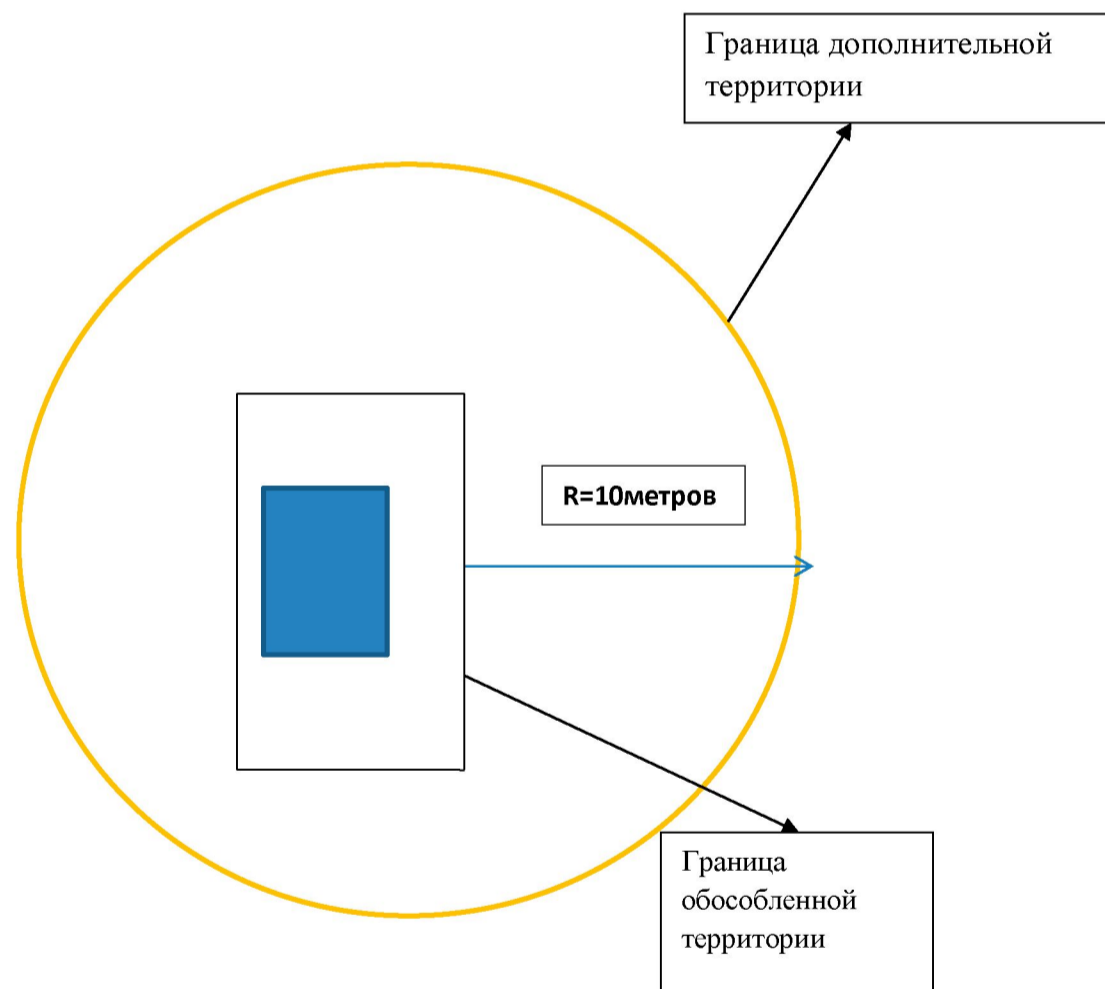 Граница дополнительной
территории
R=10метров
Граница
обособленной
территории